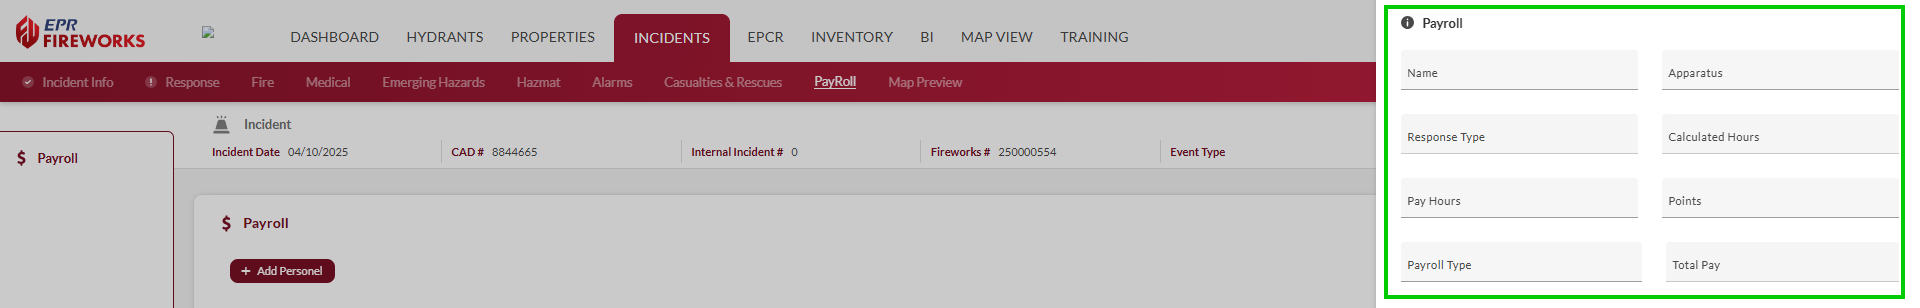 EPR
FIREWORKS
DASHBOARD HYDRANTS PROPERTIES INCIDENTS EPCR INVENTORY BI MAP VIEW TRAINING
Incident Info Response Fire Medical Emerging Hazards Hazmat Alarms Casualties & Rescues PayRoll Map Preview
$ Payroll
Incident
Incident Date 04/10/2025 CAD # 8844665 Internal Incident # 0 Fireworks # 250000554 Event Type
$ Payroll
+ Add Personel
Payroll
Name Apparatus
Response Type Calculated Hours
Pay Hours Points
Payroll Type Total Pay